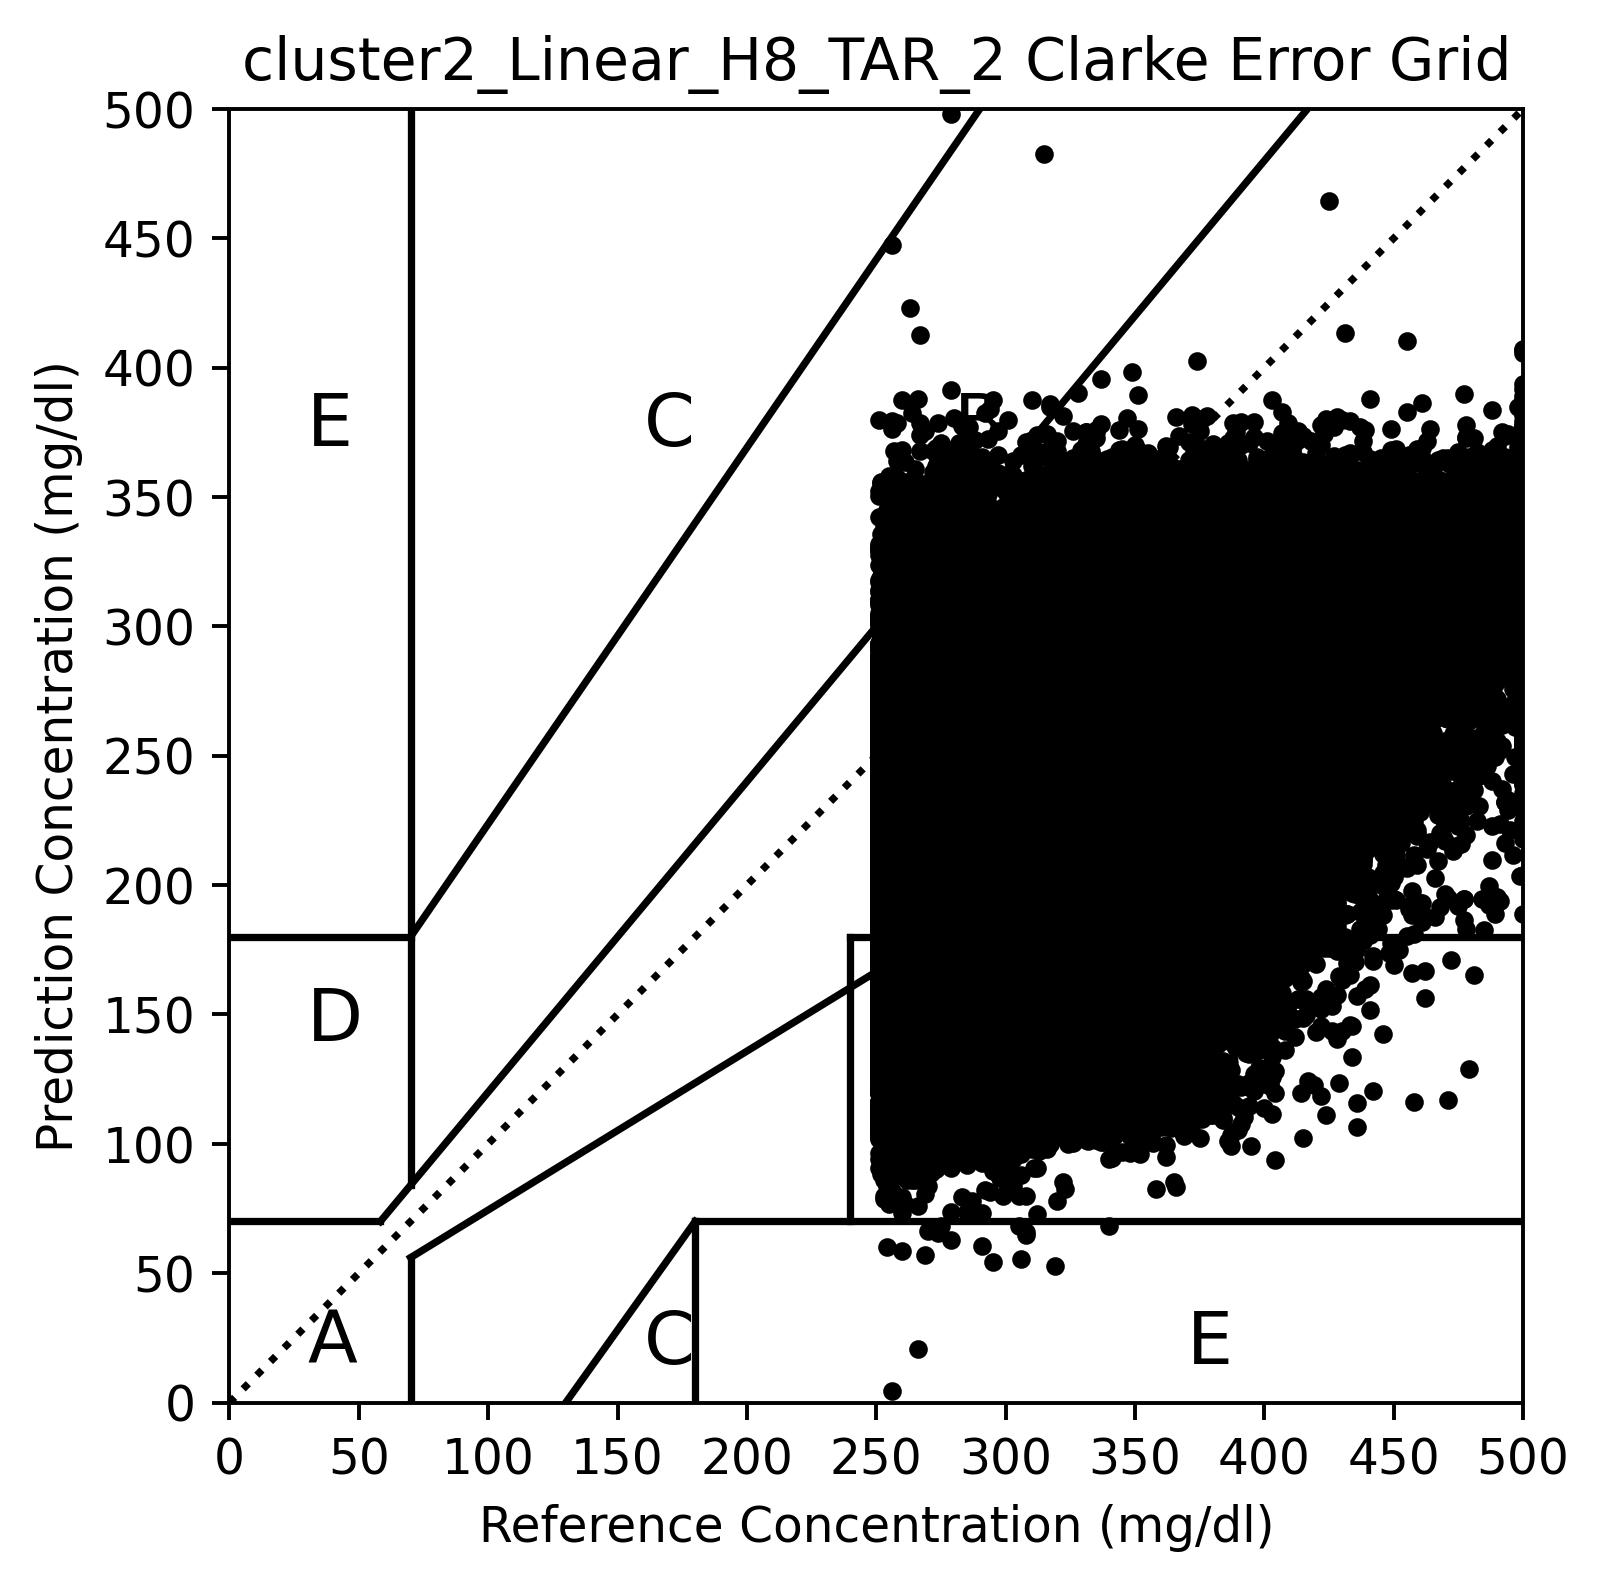 cluster2_Linear_H8_TAR_2 Clarke Error Grid
500
450
400
350
300
250
200
150
100
50
0
Prediction Concentration (mg/dl)
E
C
D
A
C
E
0 50 100 150 200 250 300 350 400 450 500
Reference Concentration (mg/dl)